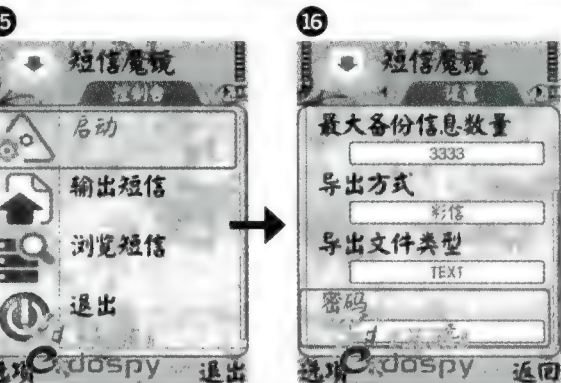 5
短信魔镜
启动
输出短信
浏览短信
退出
选项
dospy
退出
16
短信魔镜
最大备份信息数量
3333
导出方式
彩信
导出文件类型
TEXT
密码
选项
dospy
返回